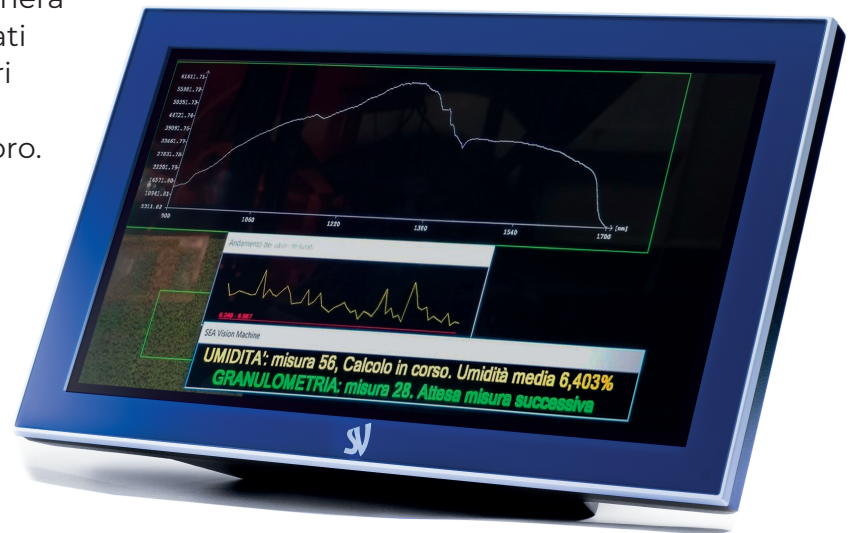 nera
ati
ri
oro.
900
1060
1220
1380
1540
1700
[nm]
Andamento dei valori misurati
SEA Vision Machine
UMIDITA': misura 56, Calcolo in corso. Umidità media 6,403%
GRANULOMETRIA: misura 28. Attesa misura successiva
SV